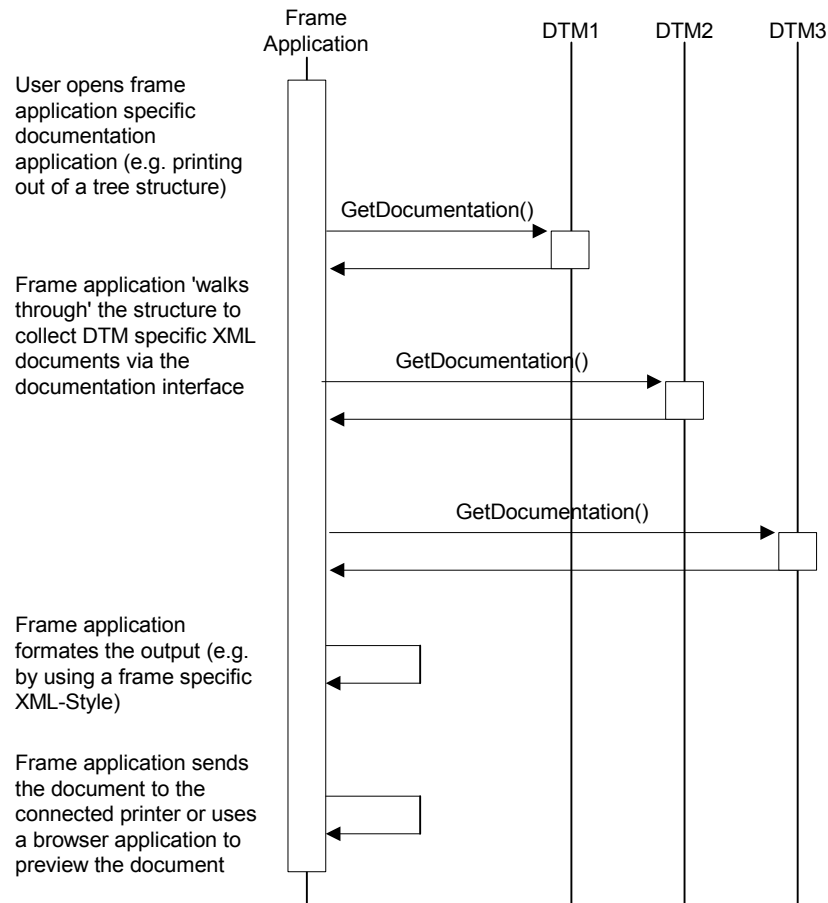 Frame
Application
DTM1
DTM2
DTM3
User opens frame
application specific
documentation
application (e.g. printing
out of a tree structure)
GetDocumentation()
Frame application 'walks
through' the structure to
collect DTM specific XML
documents via the
documentation interface
GetDocumentation()
GetDocumentation()
Frame application
formates the output (e.g.
by using a frame specific
XML-Style)
Frame application sends
the document to the
connected printer or uses
a browser application to
preview the document